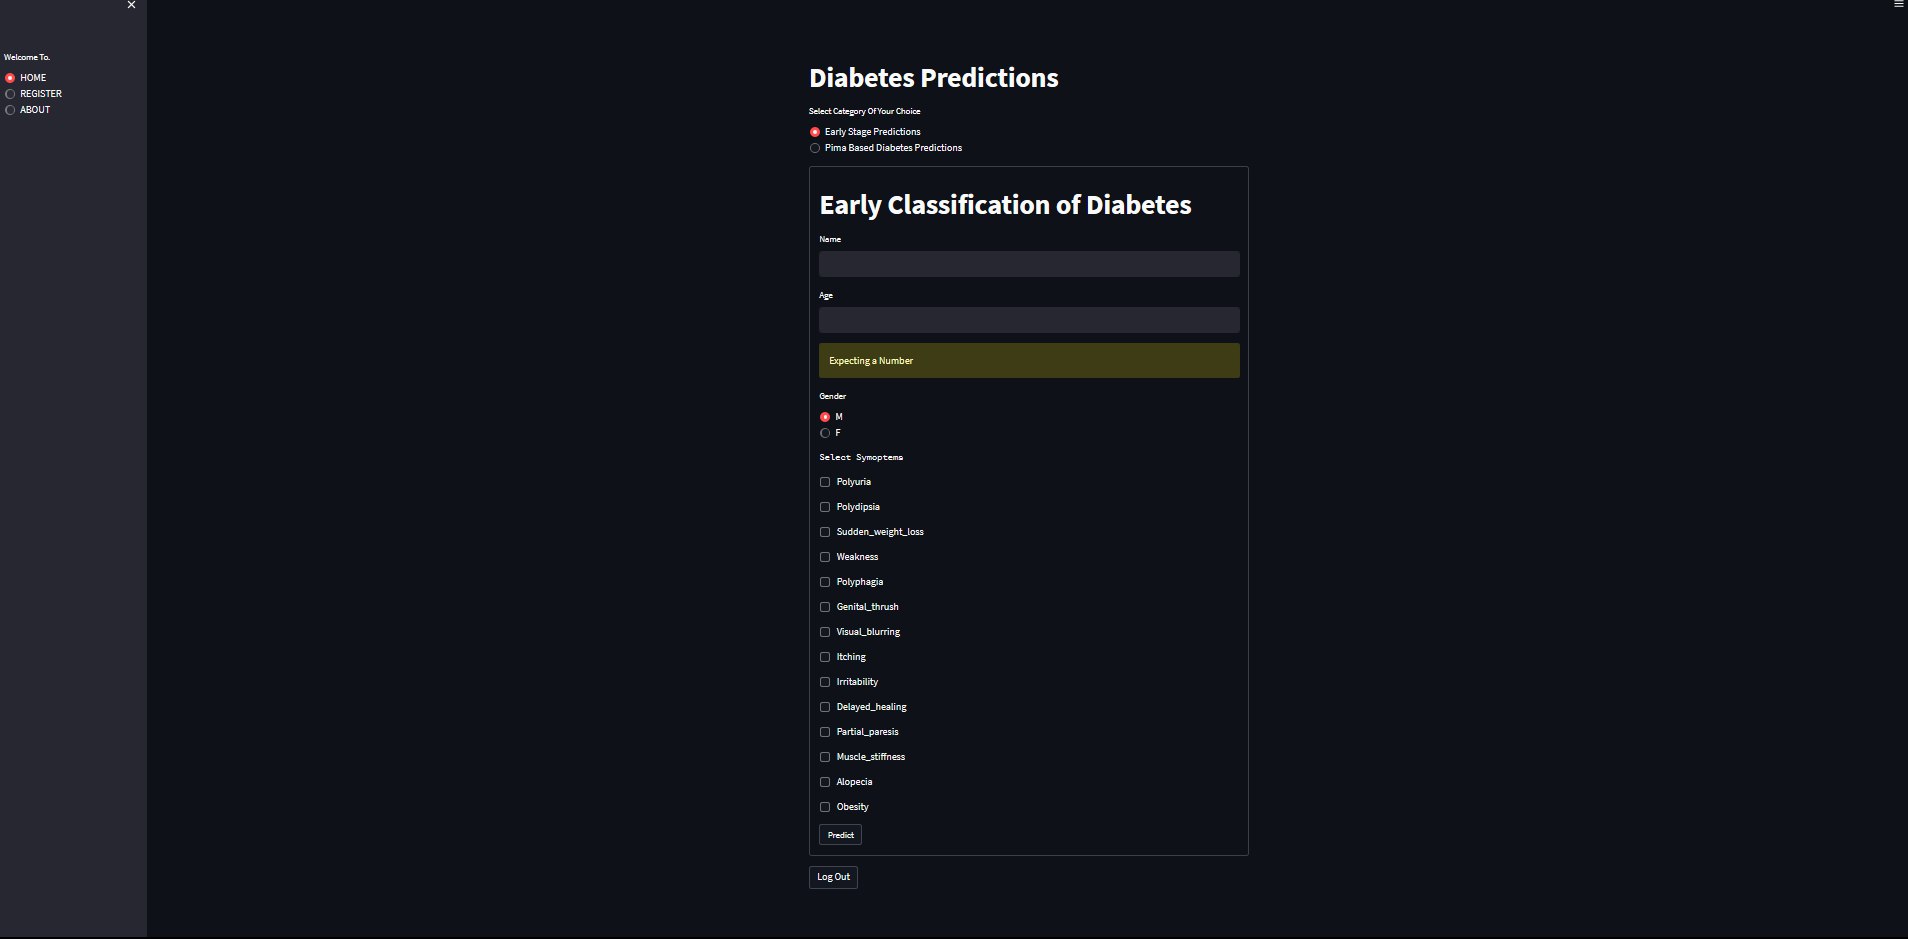 Welcome To.
HOME
REGISTER
ABOUT
Diabetes Predictions
Select Category Of Your Choice
Early Stage Predictions
Pima Based Diabetes Predictions
Early Classification of Diabetes
Name
Age
Expecting a Number
Gender
M
F
Select Symoptems
Polyuria
Polydipsia
Sudden_weight_loss
Weakness
Polyphagia
Genital_thrush
Visual_blurring
Itching
Irritability
Delayed_healing
Partial_paresis
Muscle_stiffness
Alopecia
Obesity
Predict
Log Out